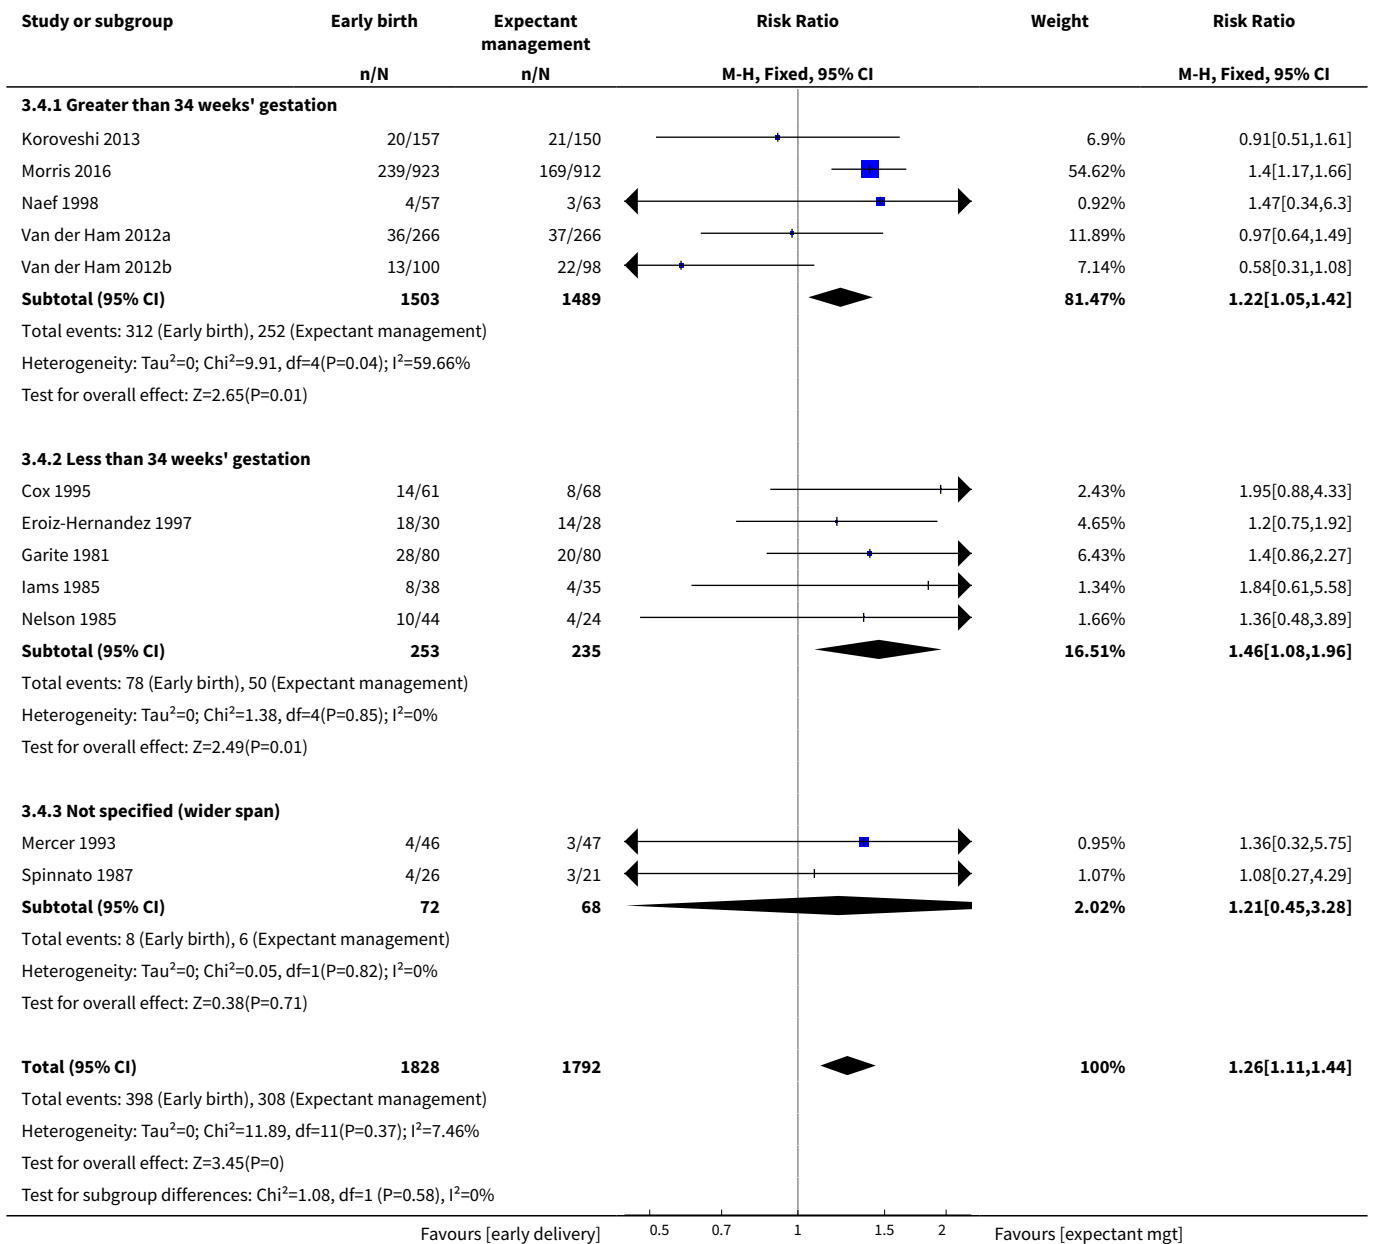 Study or subgroup Early birth Expectant management Risk Ratio Weight Risk Ratio
n/N n/N M-H, Fixed, 95% CI M-H, Fixed, 95% CI
3.4.1 Greater than 34 weeks' gestation
Koroveshi 2013 20/157 21/150 6.9% 0.91[0.51,1.61]
Morris 2016 239/923 169/912 54.62% 1.4[1.17,1.66]
Naef 1998 4/57 3/63 0.92% 1.47[0.34,6.3]
Van der Ham 2012a 36/266 37/266 11.89% 0.97[0.64,1.49]
Van der Ham 2012b 13/100 22/98 7.14% 0.58[0.31,1.08]
Subtotal (95% CI) 1503 1489 81.47% 1.22[1.05,1.42]
Total events: 312 (Early birth), 252 (Expectant management)
Heterogeneity: Tau²=0; Chi²=9.91, df=4(P=0.04); I²=59.66%
Test for overall effect: Z=2.65(P=0.01)
3.4.2 Less than 34 weeks' gestation
Cox 1995 14/61 8/68 2.43% 1.95[0.88,4.33]
Eroiz-Hernandez 1997 18/30 14/28 4.65% 1.2[0.75,1.92]
Garite 1981 28/80 20/80 6.43% 1.4[0.86,2.27]
Iams 1985 8/38 4/35 1.34% 1.84[0.61,5.58]
Nelson 1985 10/44 4/24 1.66% 1.36[0.48,3.89]
Subtotal (95% CI) 253 235 16.51% 1.46[1.08,1.96]
Total events: 78 (Early birth), 50 (Expectant management)
Heterogeneity: Tau²=0; Chi²=1.38, df=4(P=0.85); I²=0%
Test for overall effect: Z=2.49(P=0.01)
3.4.3 Not specified (wider span)
Mercer 1993 4/46 3/47 0.95% 1.36[0.32,5.75]
Spinnato 1987 4/26 3/21 1.07% 1.08[0.27,4.29]
Subtotal (95% CI) 72 68 2.02% 1.21[0.45,3.28]
Total events: 8 (Early birth), 6 (Expectant management)
Heterogeneity: Tau²=0; Chi²=0.05, df=1(P=0.82); I²=0%
Test for overall effect: Z=0.38(P=0.71)
Total (95% CI) 1828 1792 100% 1.26[1.11,1.44]
Total events: 398 (Early birth), 308 (Expectant management)
Heterogeneity: Tau²=0; Chi²=11.89, df=11(P=0.37); I²=7.46%
Test for overall effect: Z=3.45(P=0)
Test for subgroup differences: Chi²=1.08, df=1 (P=0.58), I²=0%
Favours [early delivery] 0.5 0.7 1 1.5 2 Favours [expectant mgt]